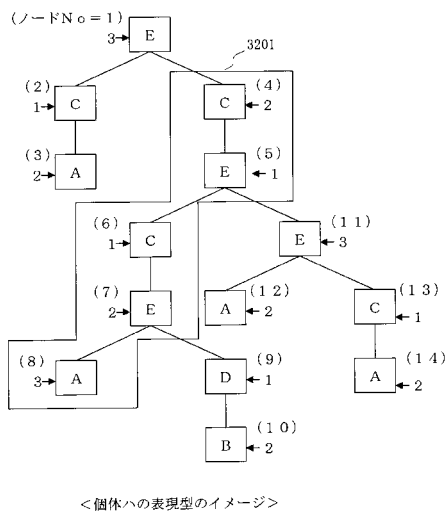 (ノードNo=1)
3 E
3201
(2)
1 C
(4)
C 2
(3)
2 A
(5)
E 1
(6)
1 C
(11)
E 3
(7)
2 E
(12)
A 2
(13)
C 1
(8)
3 A
(9)
D 1
(14)
A 2
(10)
B 2
<個体ハの表現型のイメージ>